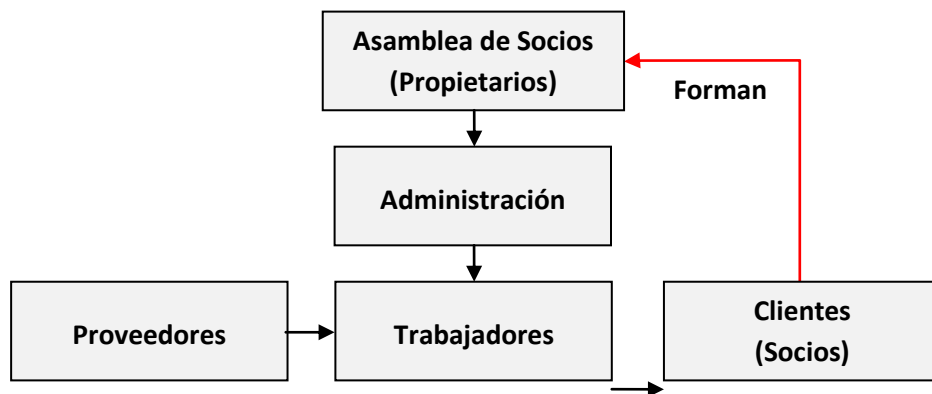 Asamblea de Socios
(Propietarios)
Forman
Administración
Proveedores
Trabajadores
Clientes
(Socios)